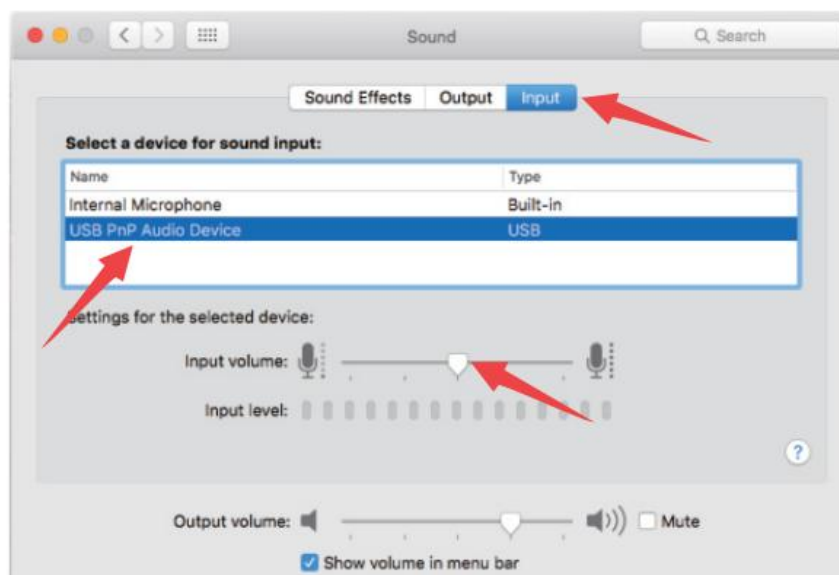 Sound
Search
Sound Effects Output Input
Select a device for sound input:
Name Type
Internal Microphone Built-in
USB PnP Audio Device USB
Settings for the selected device:
Input volume:
Input level:
?
Output volume: Mute
Show volume in menu bar